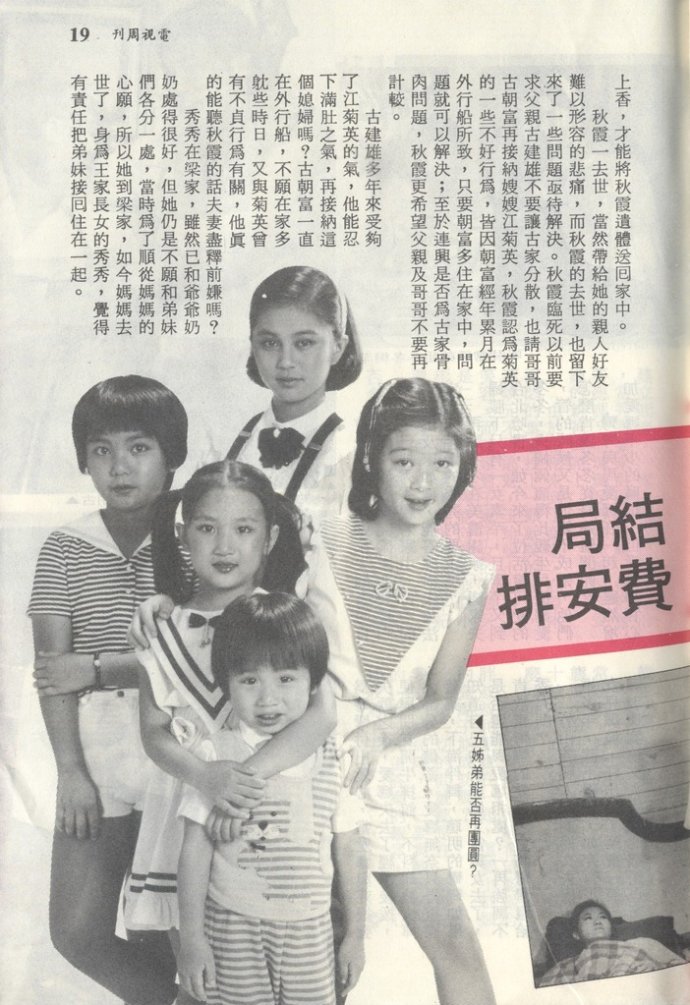 電視周刊 19
上香，才能將秋霞遺體送囘家中。
秋霞一去世，當然帶給她的親人好友
難以形容的悲痛，而秋霞的去世，也留下
來了一些問題亟待解決。秋霞臨死以前要
求父親古建雄不要讓古家分散，也請哥哥
古朝富再接納嫂嫂江菊英，秋霞認爲菊英
的一些不好行爲，皆因朝富經年累月在
外行船所致，只要朝富多住在家中，問
題就可以解決；至於連興是否爲古家骨
肉問題，秋霞更希望父親及哥哥不要再
計較。
古建雄多年來受夠
了江菊英的氣，他能忍
下滿肚之氣，再接納這
個媳婦嗎？古朝富一直
在外行船，不願在家多
躭些時日，又與菊英曾
有不貞行爲有關，他眞
的能聽秋霞的話夫妻盡釋前嫌嗎？
秀秀在梁家，雖然已和爺爺奶
奶處得很好，但她仍是不願和弟妹
們各分一處，當時爲了順從媽媽的
心願，所以她到梁家，如今媽媽去
世了，身爲王家長女的秀秀，覺得
有責任把弟妹接囘住在一起。
結局
費安排
◀五姊弟能否再團圓？